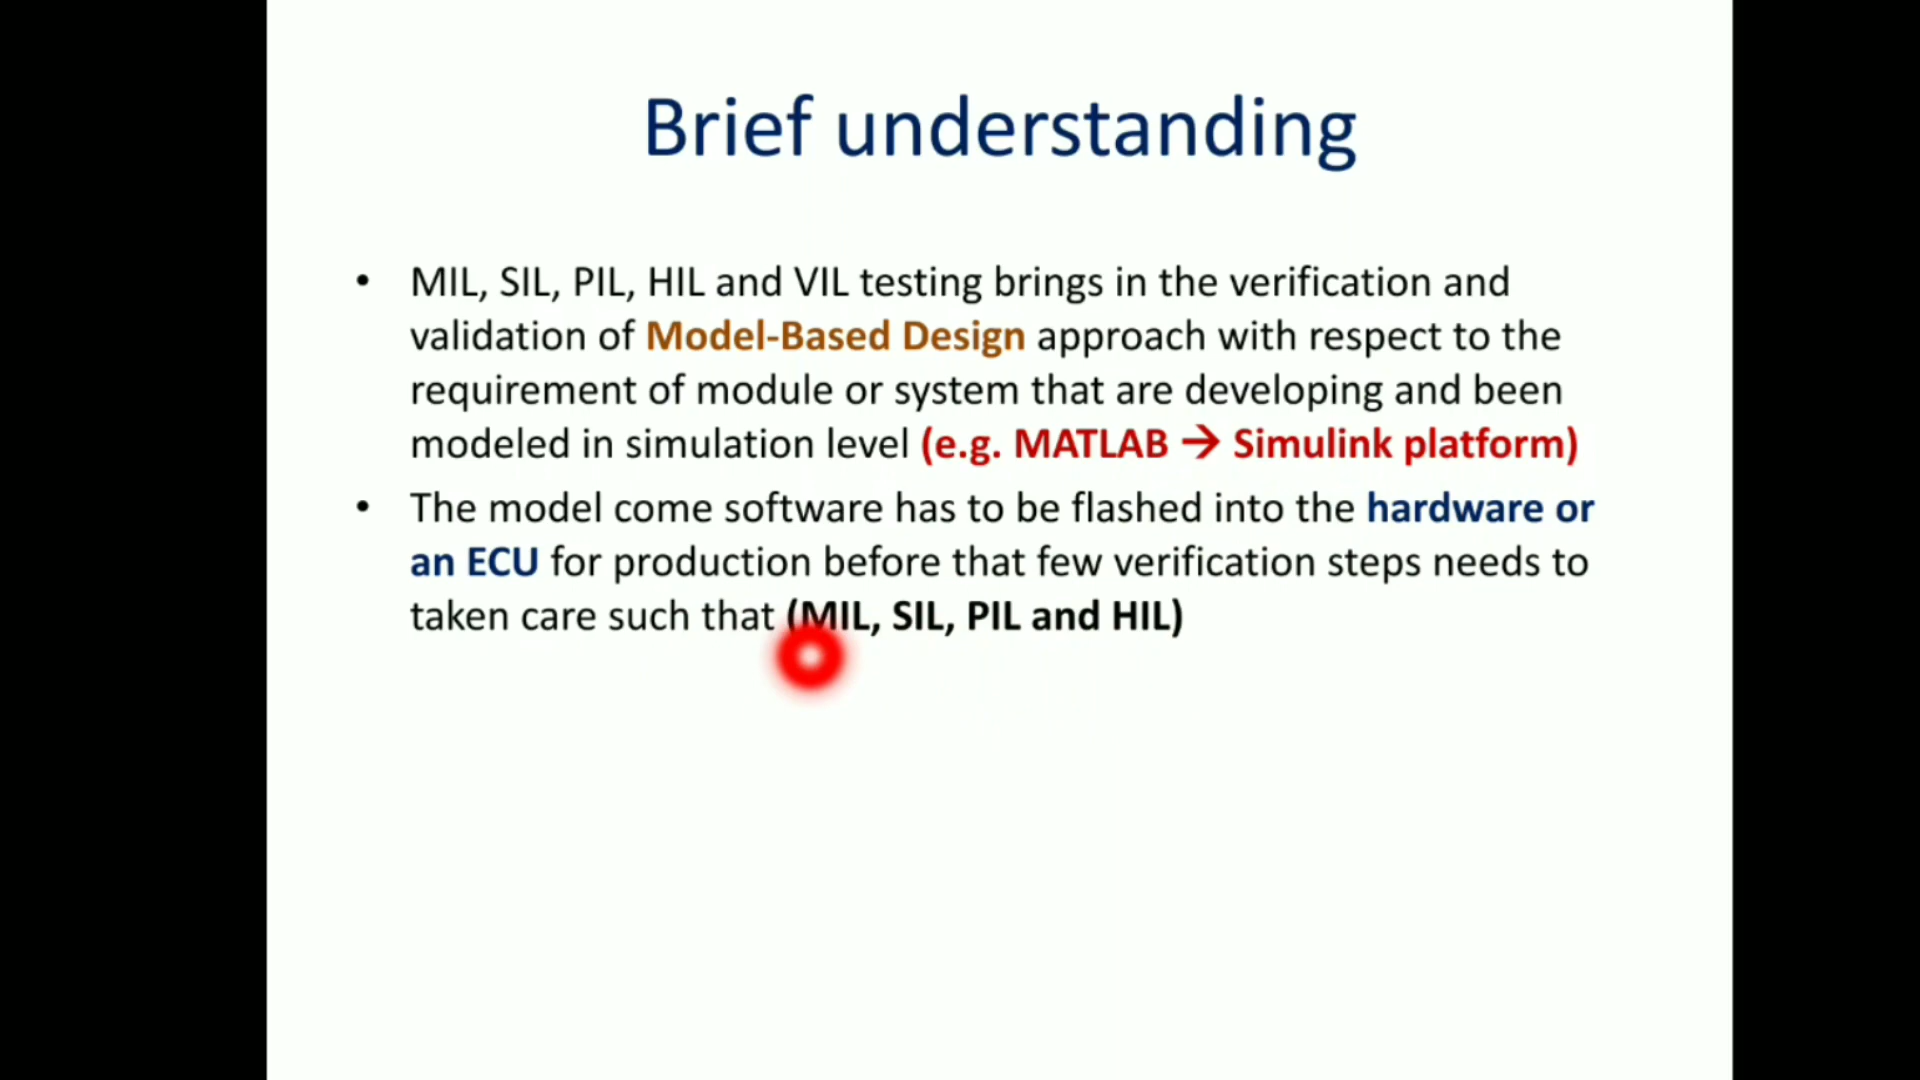 Brief understanding
• MIL, SIL, PIL, HIL and VIL testing brings in the verification and
validation of Model-Based Design approach with respect to the
requirement of module or system that are developing and been
modeled in simulation level (e.g. MATLAB → Simulink platform)
• The model come software has to be flashed into the hardware or
an ECU for production before that few verification steps needs to
taken care such that (MIL, SIL, PIL and HIL)